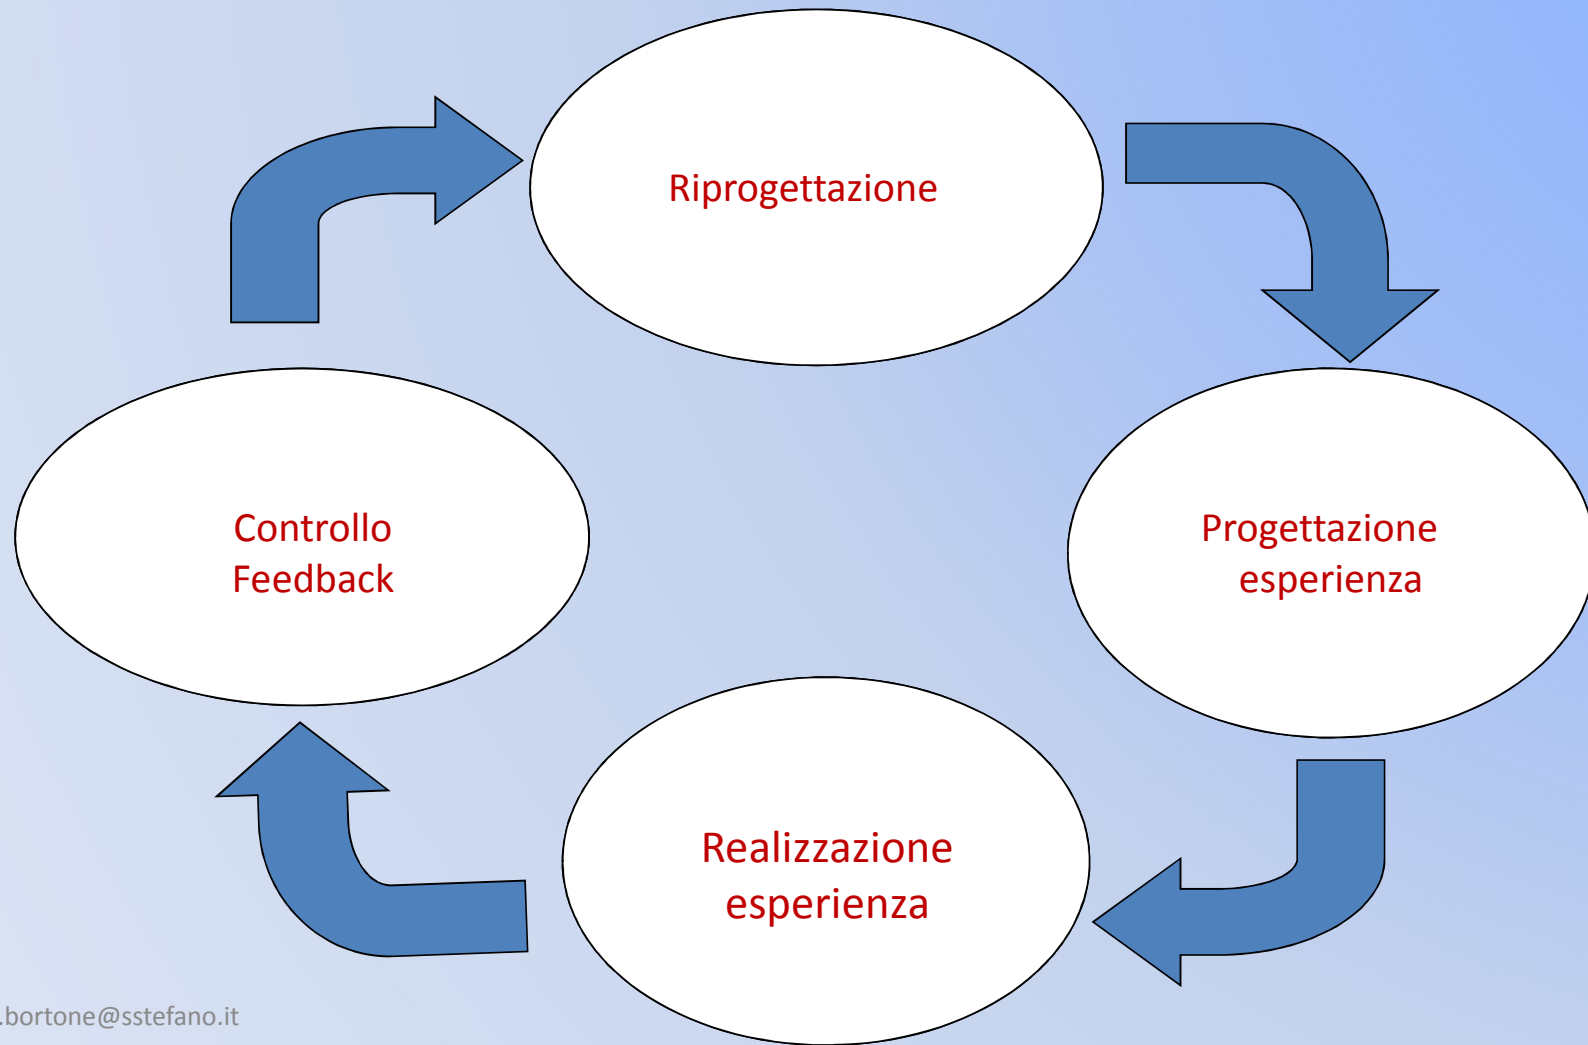 Riprogettazione
Controllo
Feedback
Progettazione
esperienza
Realizzazione
esperienza
.bortone@sstefano.it